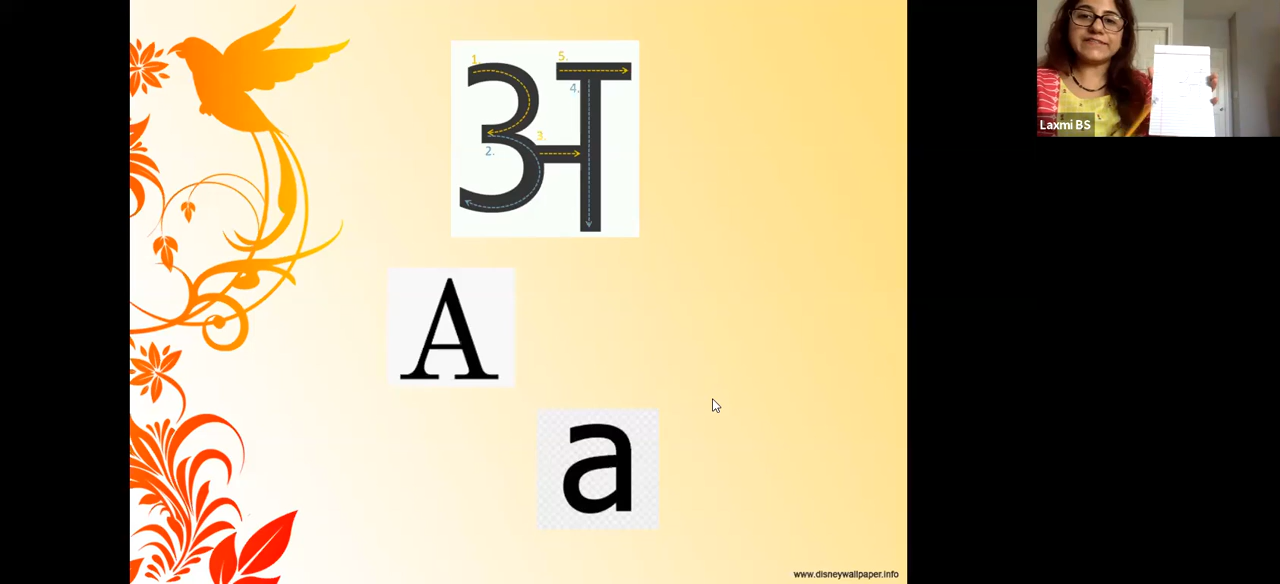 1. 5.
अ
4.
3.
2.
Laxmi BS
A
a
www.disneywallpaper.info